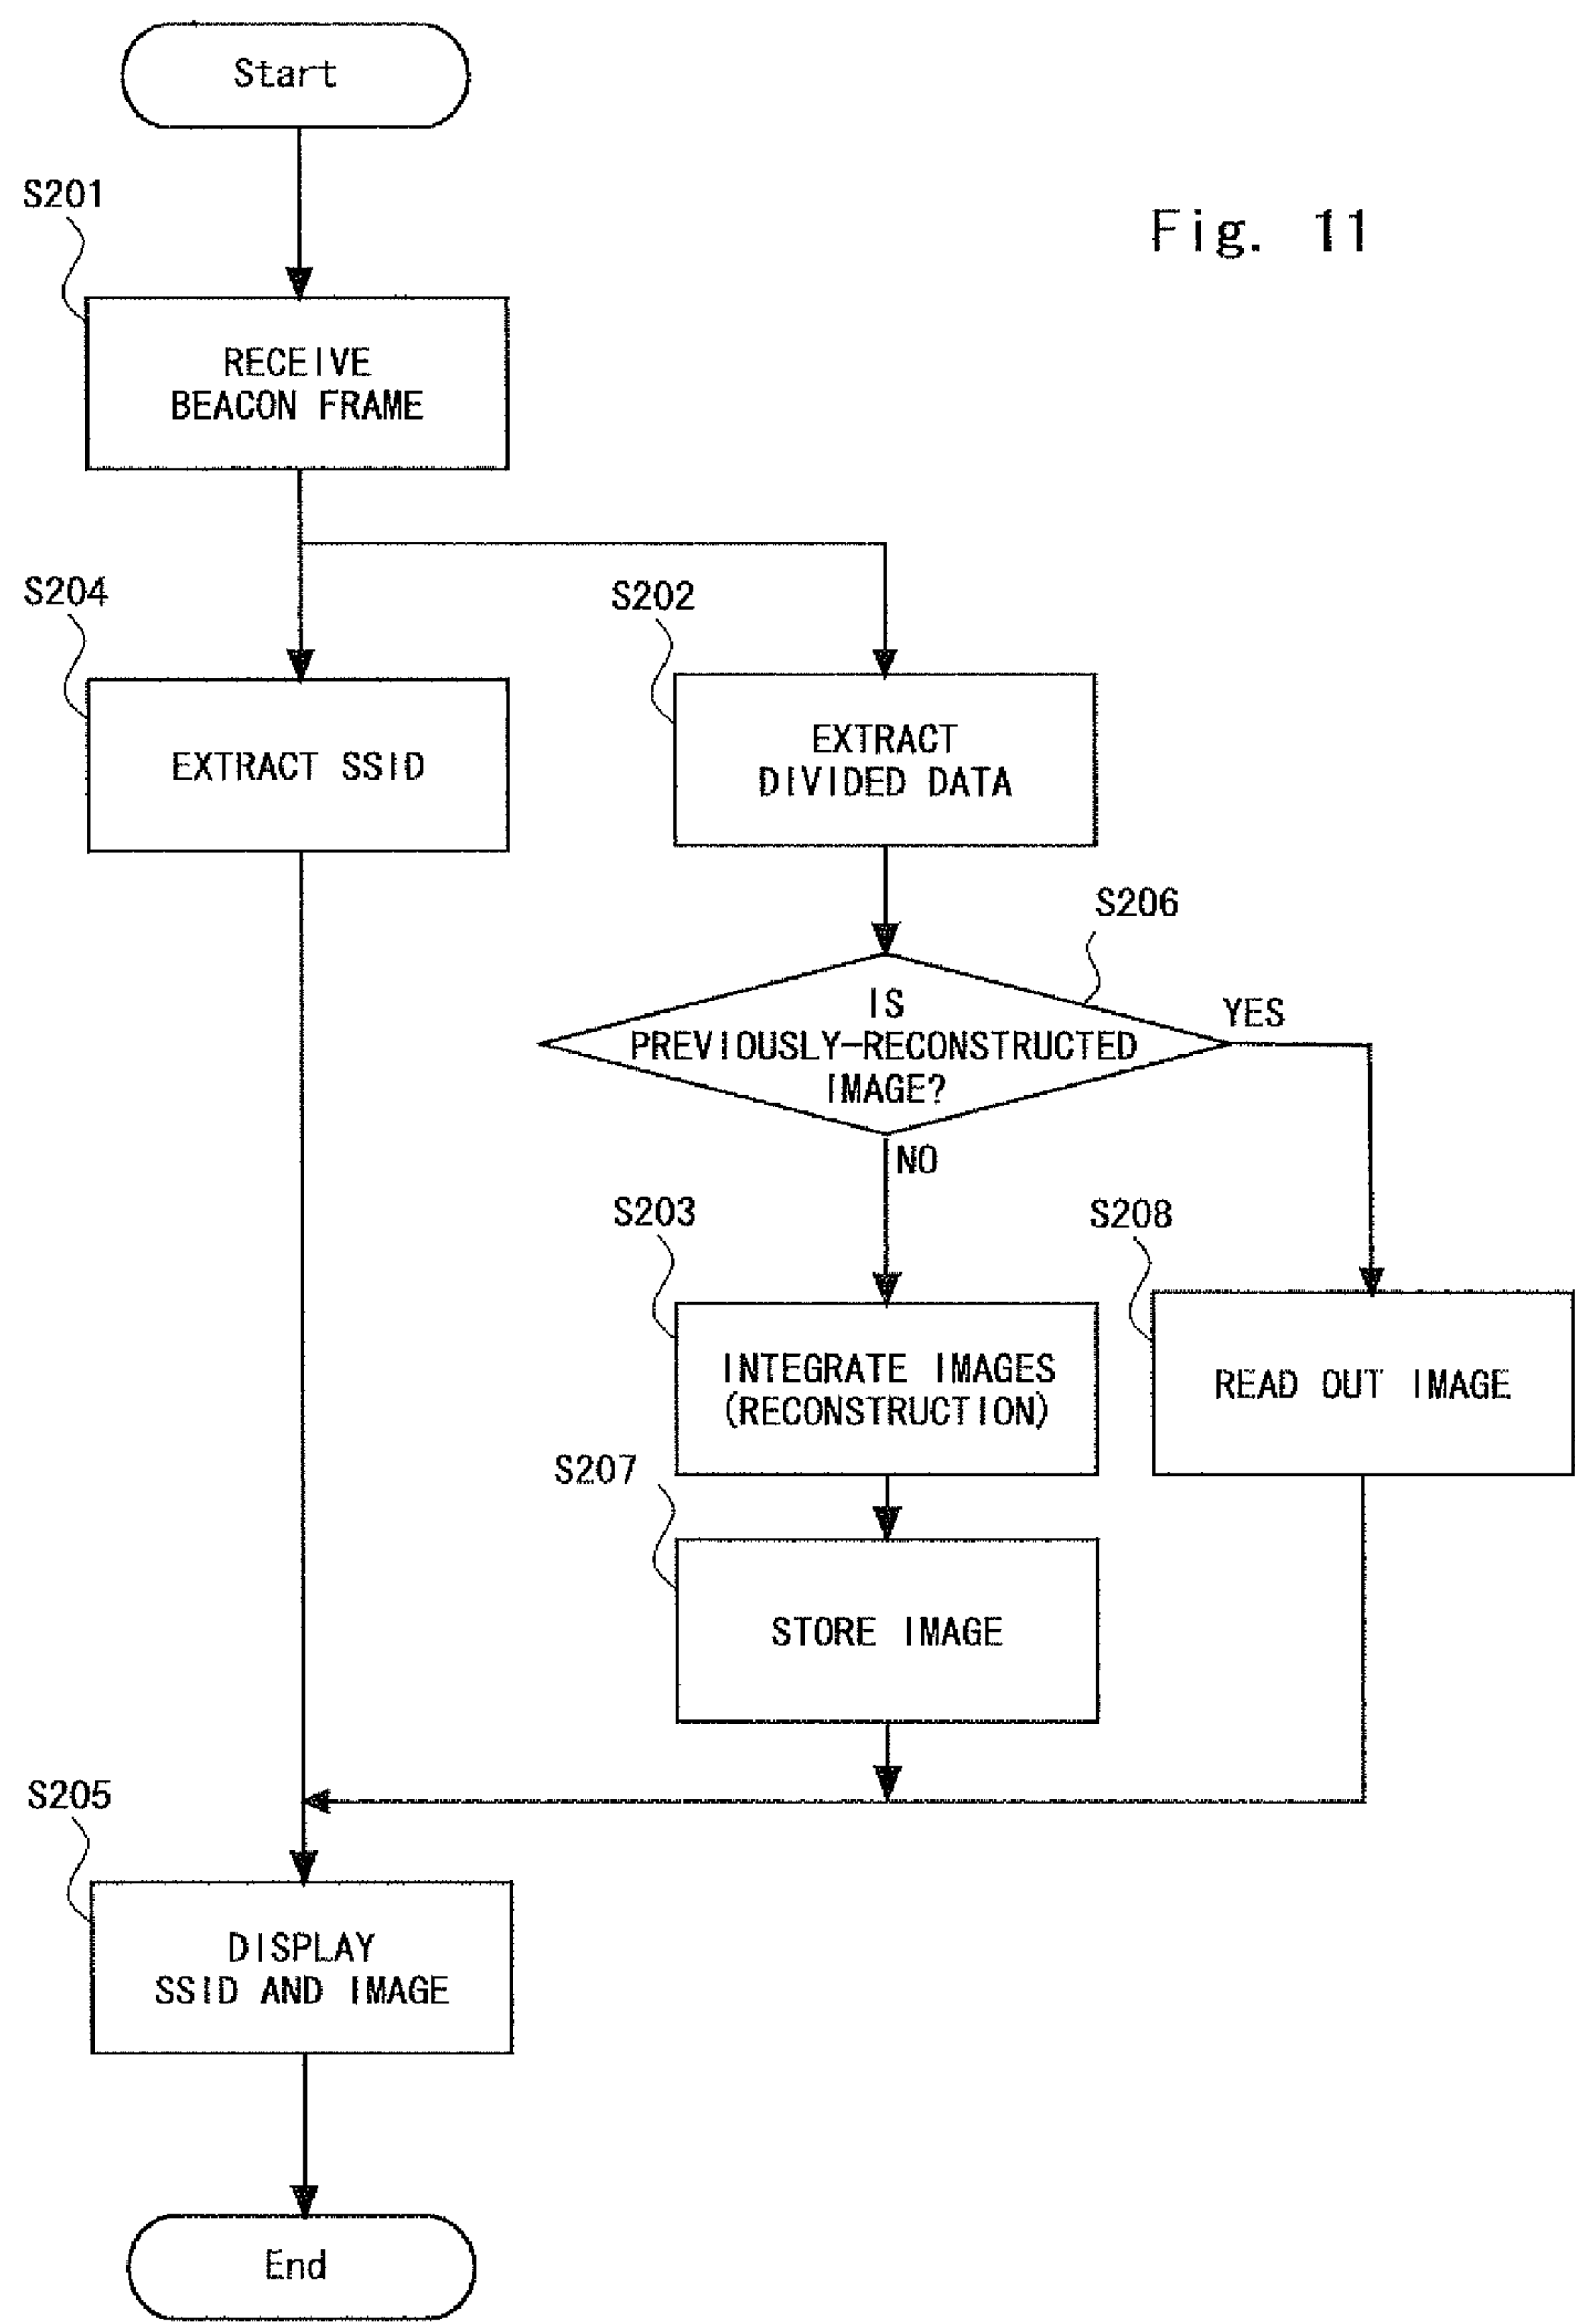 Start
Fig. 11
S201
RECEIVE
BEACON FRAME
S204
EXTRACT SSID
S202
EXTRACT
DIVIDED DATA
S206
IS
PREVIOUSLY-RECONSTRUCTED
IMAGE?
YES
NO
S203
INTEGRATE IMAGES
(RECONSTRUCTION)
S208
READ OUT IMAGE
S207
STORE IMAGE
S205
DISPLAY
SSID AND IMAGE
End